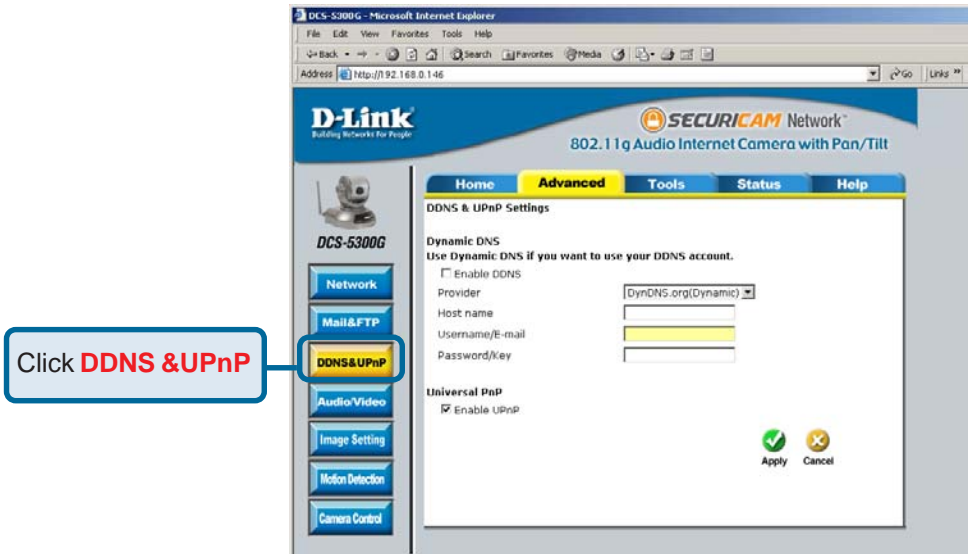 DCS-5300G - Microsoft Internet Explorer
File Edit View Favorites Tools Help
Back Search Favorites Media
Address http://192.168.0.146 Go Links »
D-Link
Building Networks for People
SECURICAM Network™
802.11g Audio Internet Camera with Pan/Tilt
Home Advanced Tools Status Help
DCS-5300G
Network
Mail&FTP
DDNS&UPnP
Audio/Video
Image Setting
Motion Detection
Camera Control
Click DDNS &UPnP
DDNS & UPnP Settings
Dynamic DNS
Use Dynamic DNS if you want to use your DDNS account.
Enable DDNS
Provider DynDNS.org(Dynamic)
Host name
Username/E-mail
Password/Key
Universal PnP
Enable UPnP
Apply Cancel